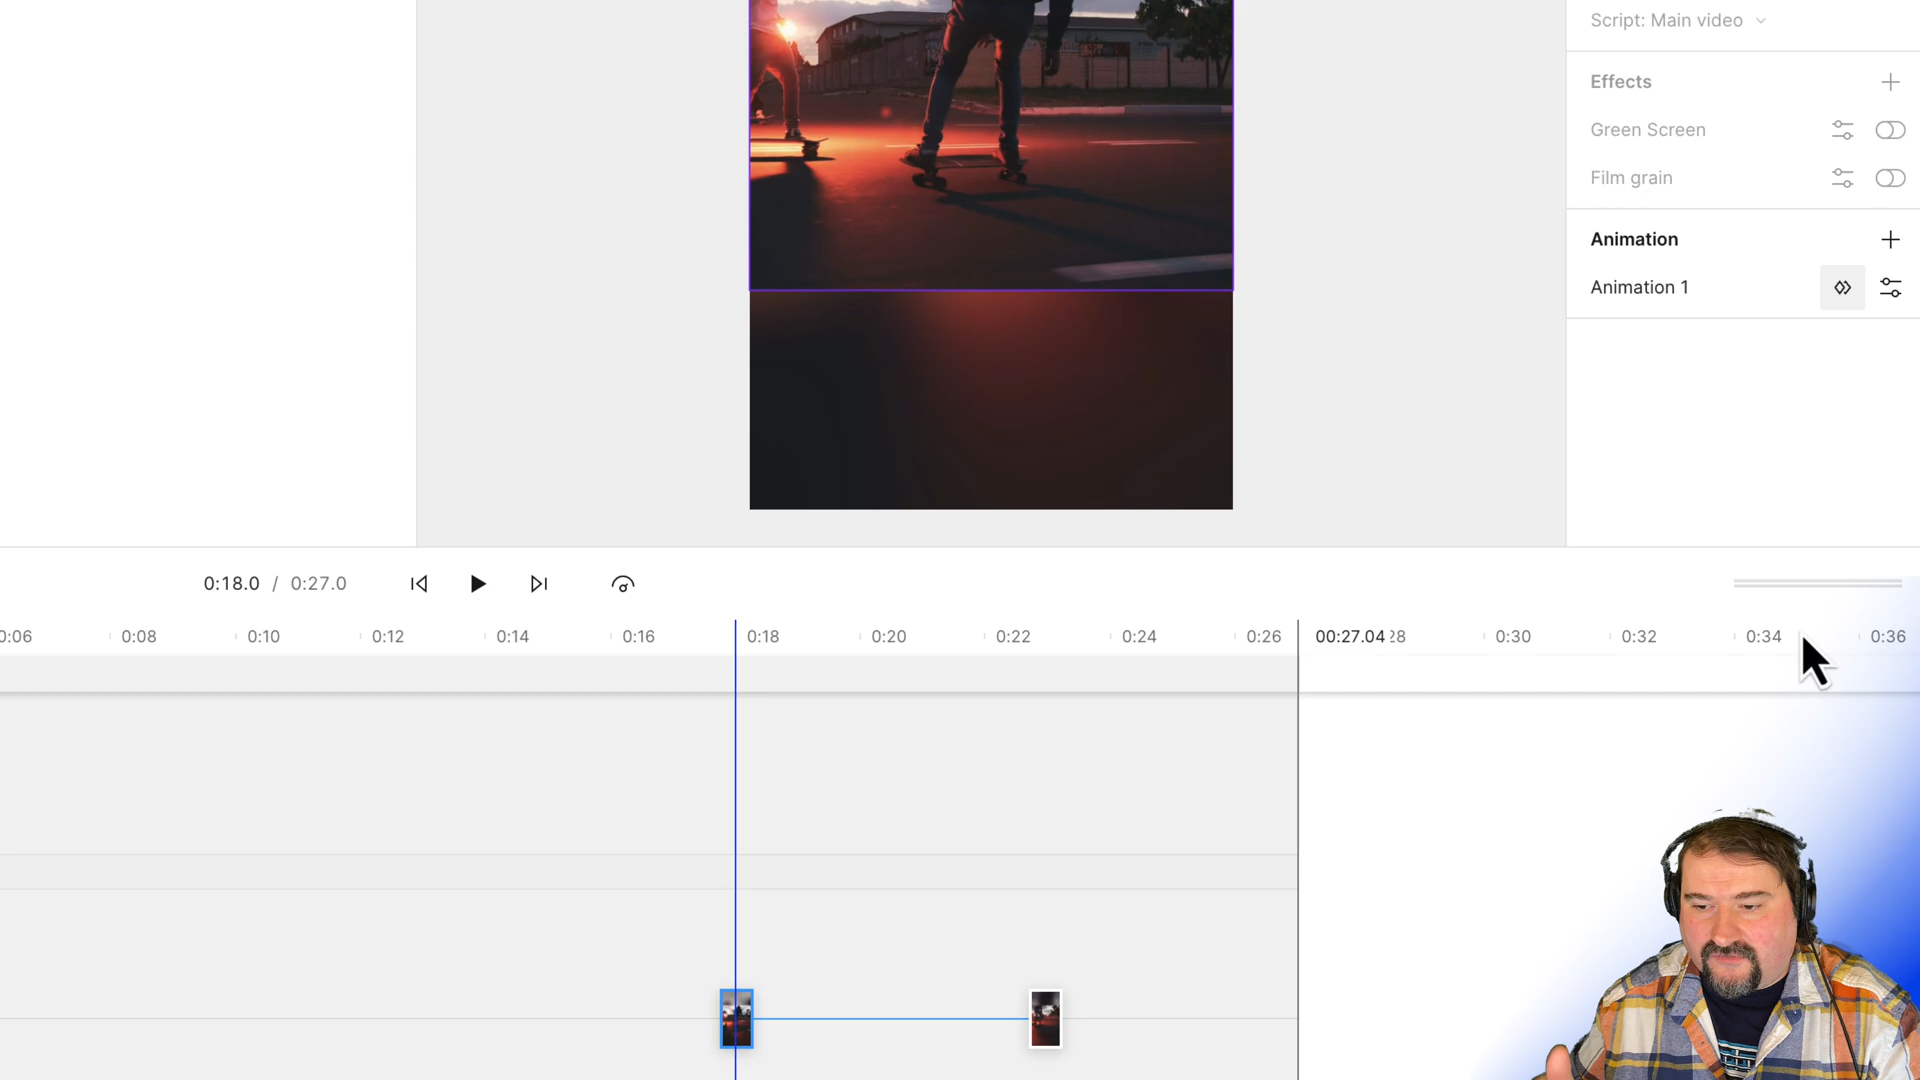 Script: Main video
Effects
Green Screen
Film grain
Animation
Animation 1
0:18.0 / 0:27.0
0:06 0:08 0:10 0:12 0:14 0:16 0:18 0:20 0:22 0:24 0:26 00:27.04 28 0:30 0:32 0:34 0:36